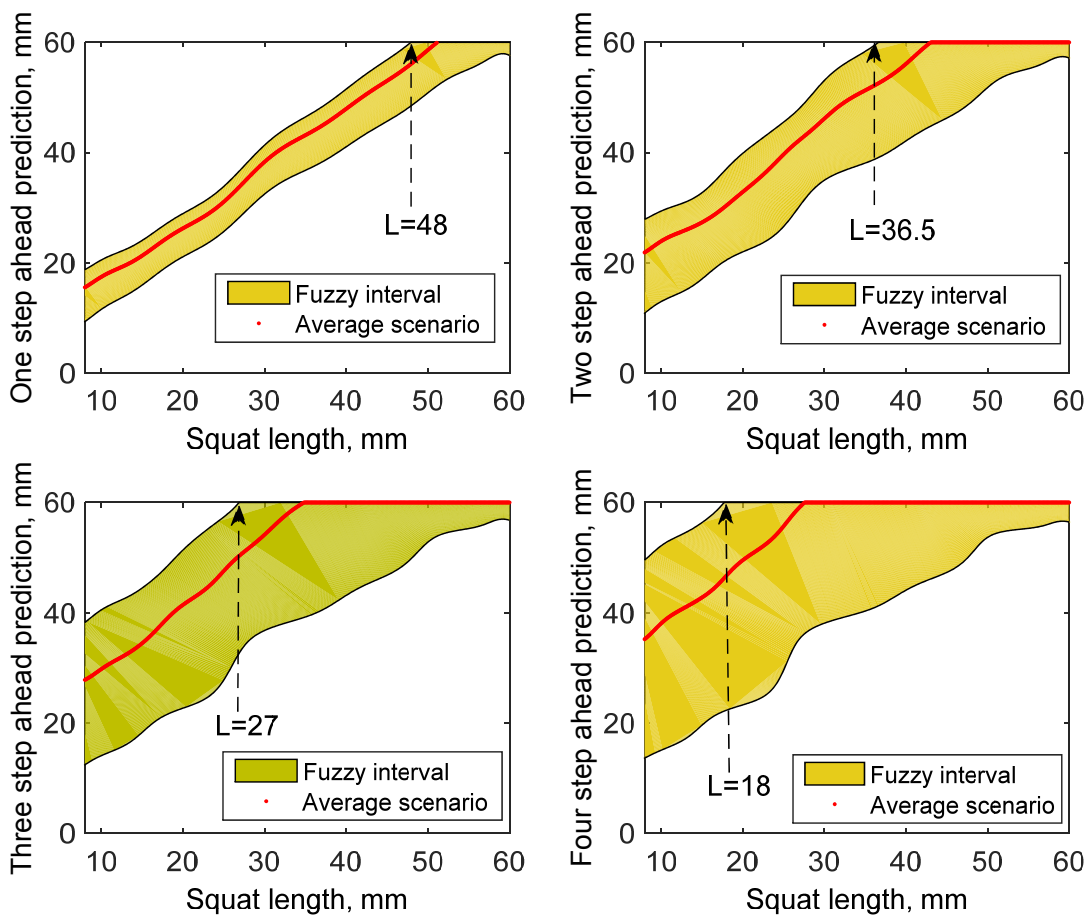 One step ahead prediction, mm
60
40
20
0
L=48
Fuzzy interval
Average scenario
10 20 30 40 50 60
Squat length, mm
Two step ahead prediction, mm
60
40
20
0
L=36.5
Fuzzy interval
Average scenario
10 20 30 40 50 60
Squat length, mm
Three step ahead prediction, mm
60
40
20
0
L=27
Fuzzy interval
Average scenario
10 20 30 40 50 60
Squat length, mm
Four step ahead prediction, mm
60
40
20
0
L=18
Fuzzy interval
Average scenario
10 20 30 40 50 60
Squat length, mm